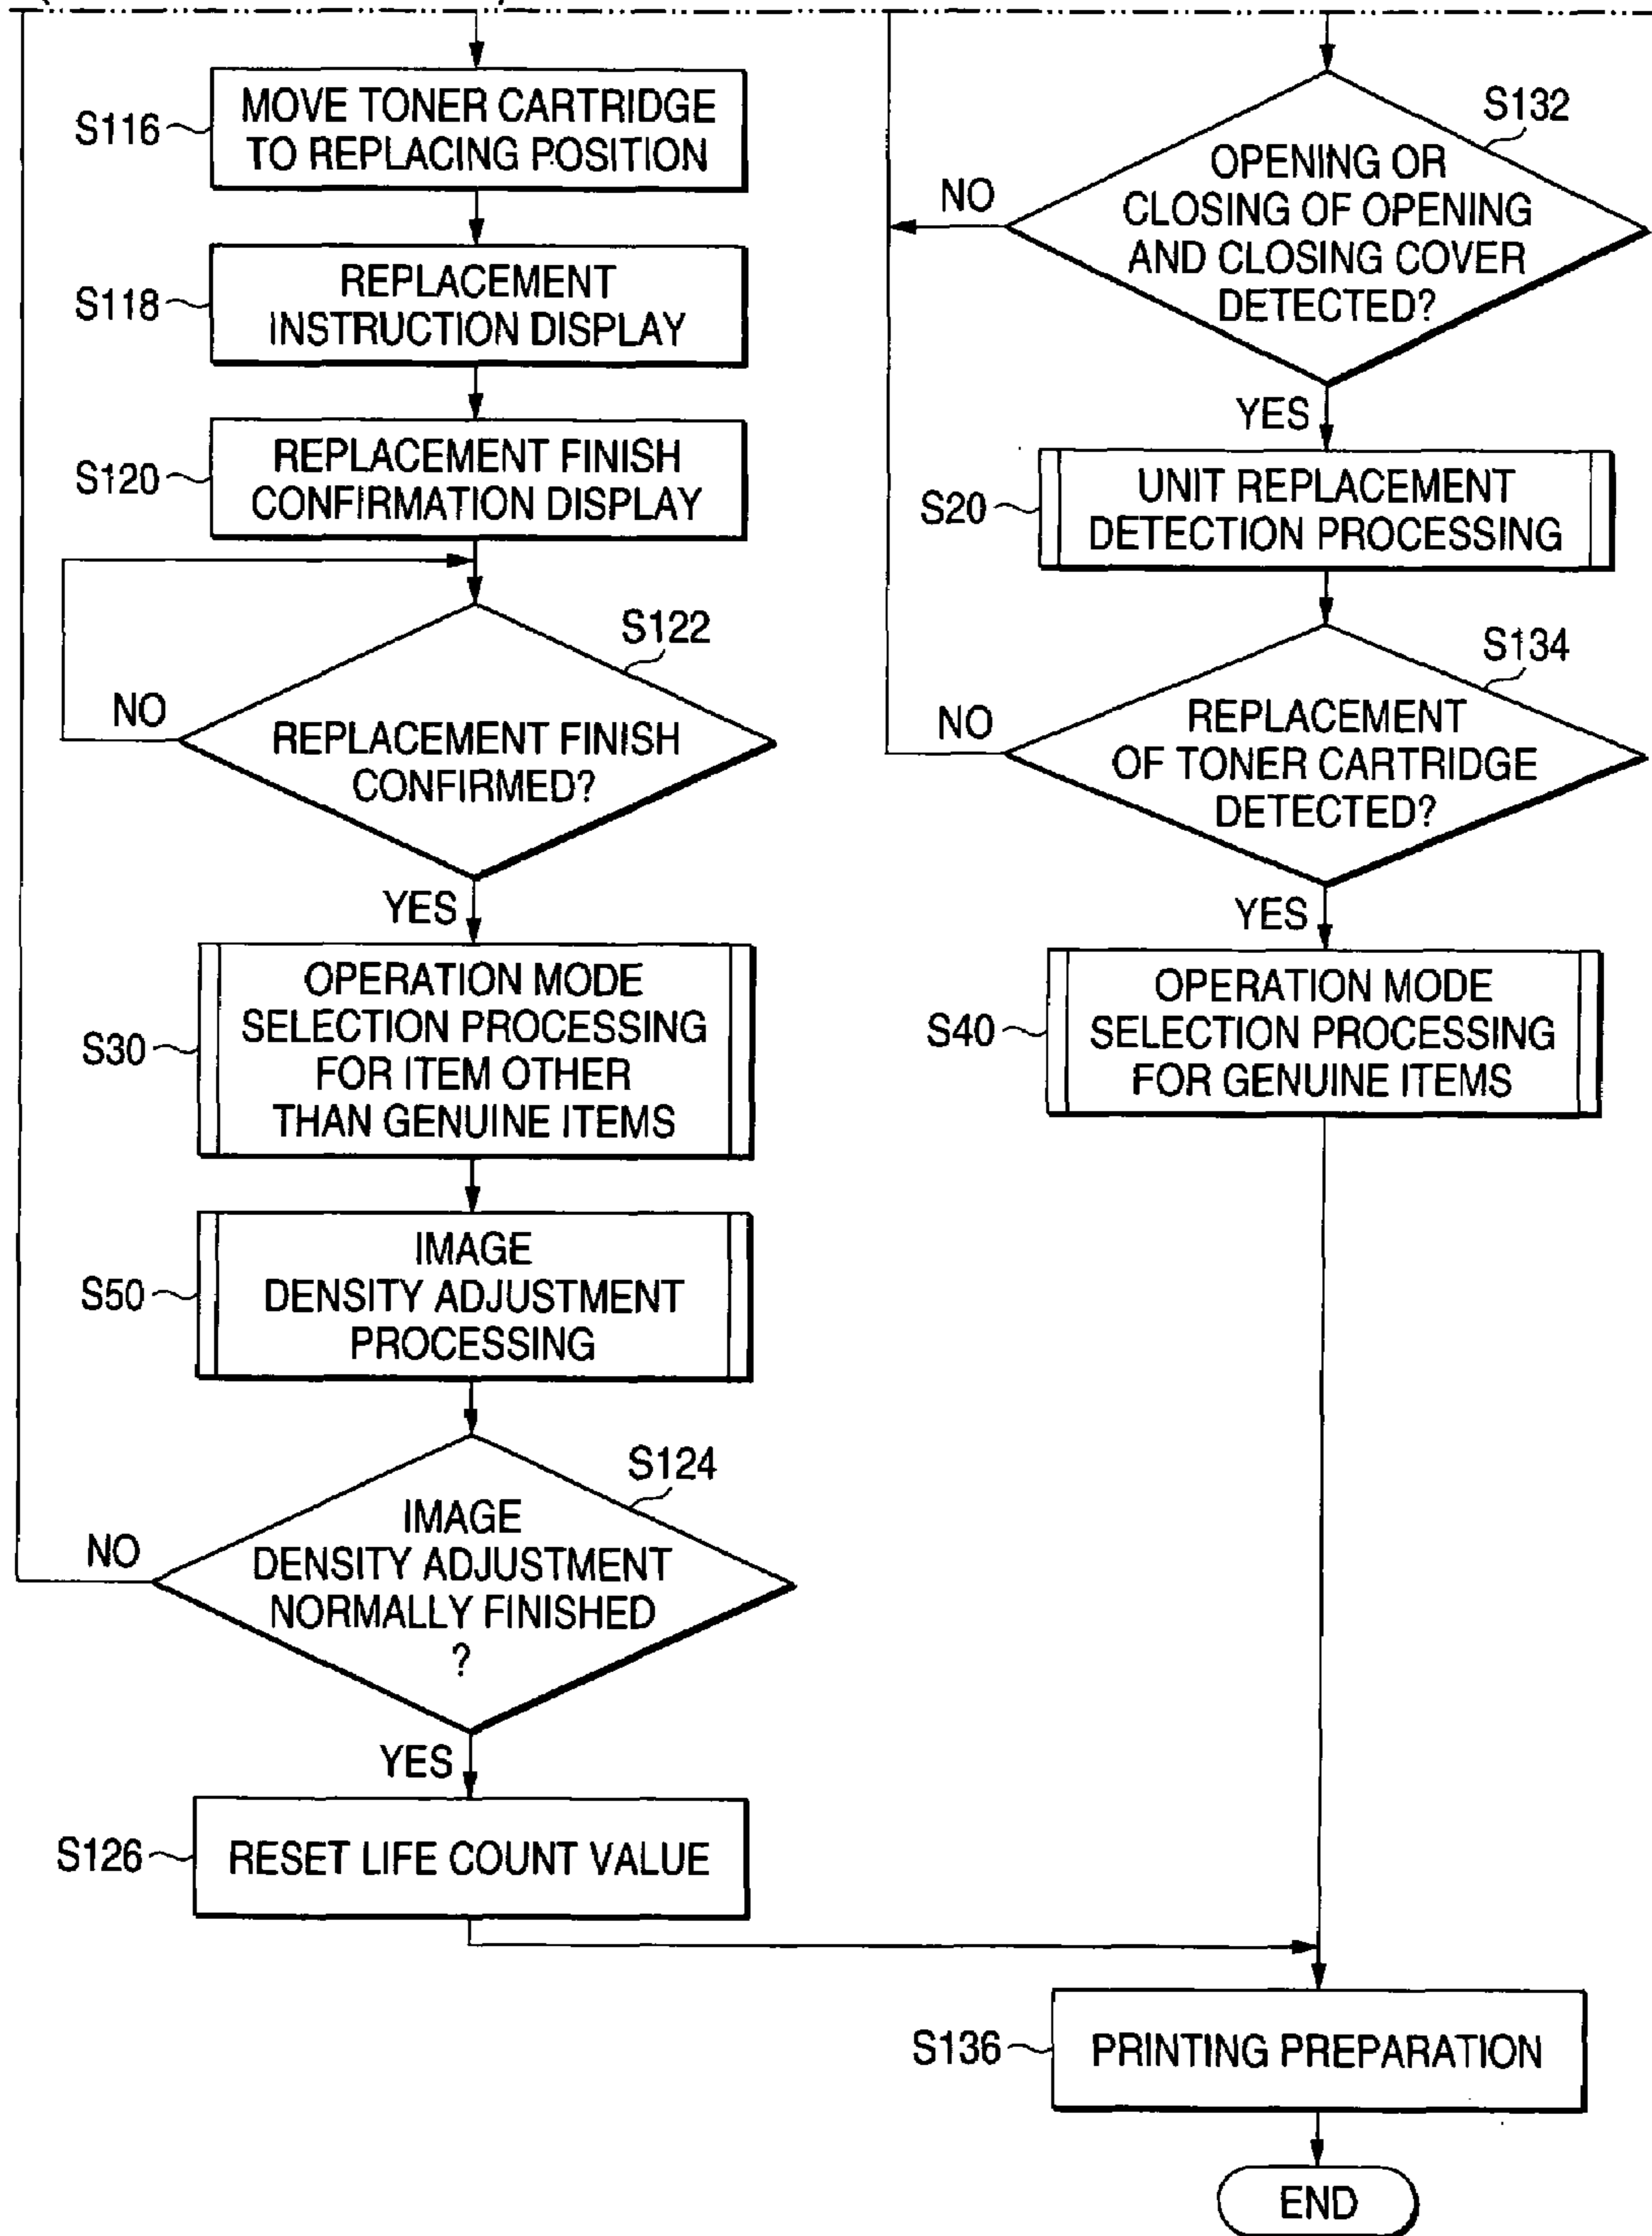 S116
MOVE TONER CARTRIDGE
TO REPLACING POSITION
S118
REPLACEMENT
INSTRUCTION DISPLAY
S120
REPLACEMENT FINISH
CONFIRMATION DISPLAY
S122
NO
REPLACEMENT FINISH
CONFIRMED?
YES
S30
OPERATION MODE
SELECTION PROCESSING
FOR ITEM OTHER
THAN GENUINE ITEMS
S50
IMAGE
DENSITY ADJUSTMENT
PROCESSING
S124
NO
IMAGE
DENSITY ADJUSTMENT
NORMALLY FINISHED
?
YES
S126
RESET LIFE COUNT VALUE
S132
NO
OPENING OR
CLOSING OF OPENING
AND CLOSING COVER
DETECTED?
YES
S20
UNIT REPLACEMENT
DETECTION PROCESSING
S134
NO
REPLACEMENT
OF TONER CARTRIDGE
DETECTED?
YES
S40
OPERATION MODE
SELECTION PROCESSING
FOR GENUINE ITEMS
S136
PRINTING PREPARATION
END